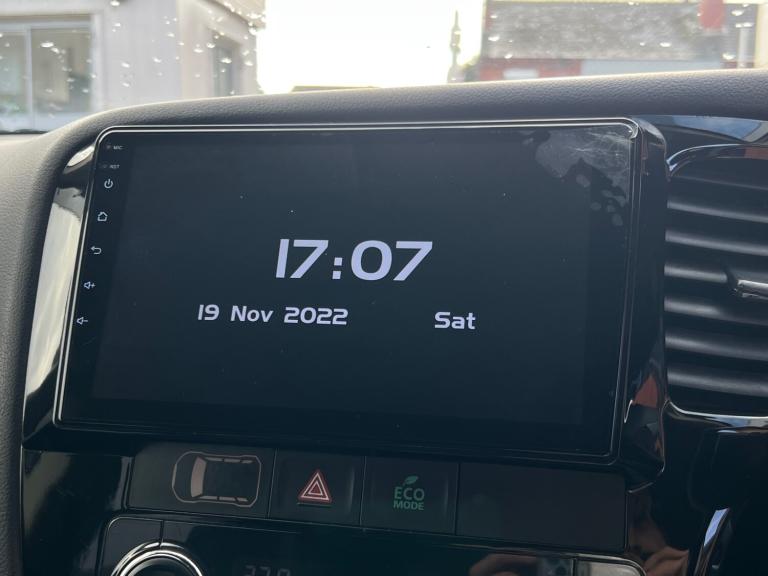 MIC
RST
17:07
19 Nov 2022 Sat
ECO
MODE